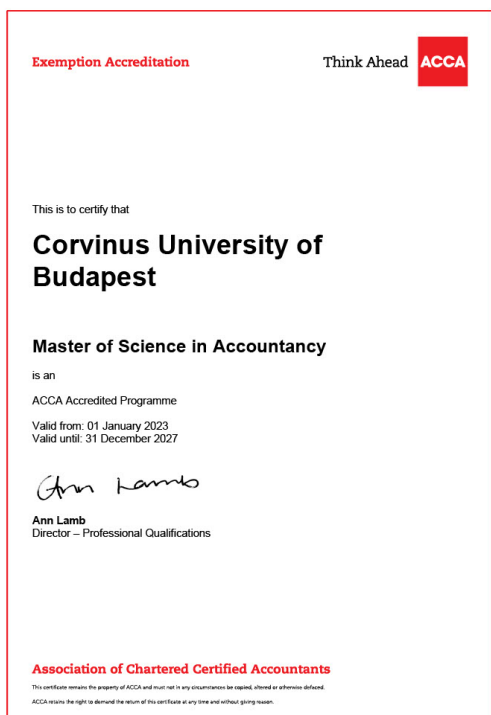 Exemption Accreditation
Think Ahead ACCA
This is to certify that
Corvinus University of
Budapest
Master of Science in Accountancy
is an
ACCA Accredited Programme
Valid from: 01 January 2023
Valid until: 31 December 2027
Ann Lamb
Ann Lamb
Director – Professional Qualifications
Association of Chartered Certified Accountants
This certificate remains the property of ACCA and must not in any circumstances be copied, altered or otherwise defaced.
ACCA retains the right to demand the return of this certificate at any time and without giving reason.